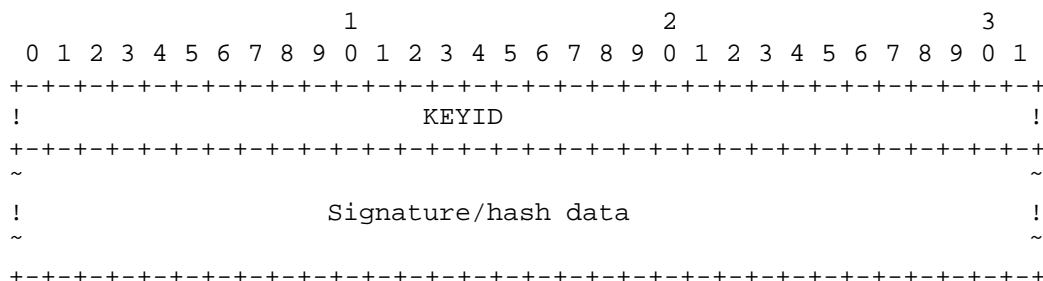 1                   2                   3
 0 1 2 3 4 5 6 7 8 9 0 1 2 3 4 5 6 7 8 9 0 1 2 3 4 5 6 7 8 9 0 1
+-+-+-+-+-+-+-+-+-+-+-+-+-+-+-+-+-+-+-+-+-+-+-+-+-+-+-+-+-+-+-+-+
!                         KEYID                                 !
+-+-+-+-+-+-+-+-+-+-+-+-+-+-+-+-+-+-+-+-+-+-+-+-+-+-+-+-+-+-+-+-+
~                                                               ~
!                   Signature/hash data                         !
~                                                               ~
+-+-+-+-+-+-+-+-+-+-+-+-+-+-+-+-+-+-+-+-+-+-+-+-+-+-+-+-+-+-+-+-+